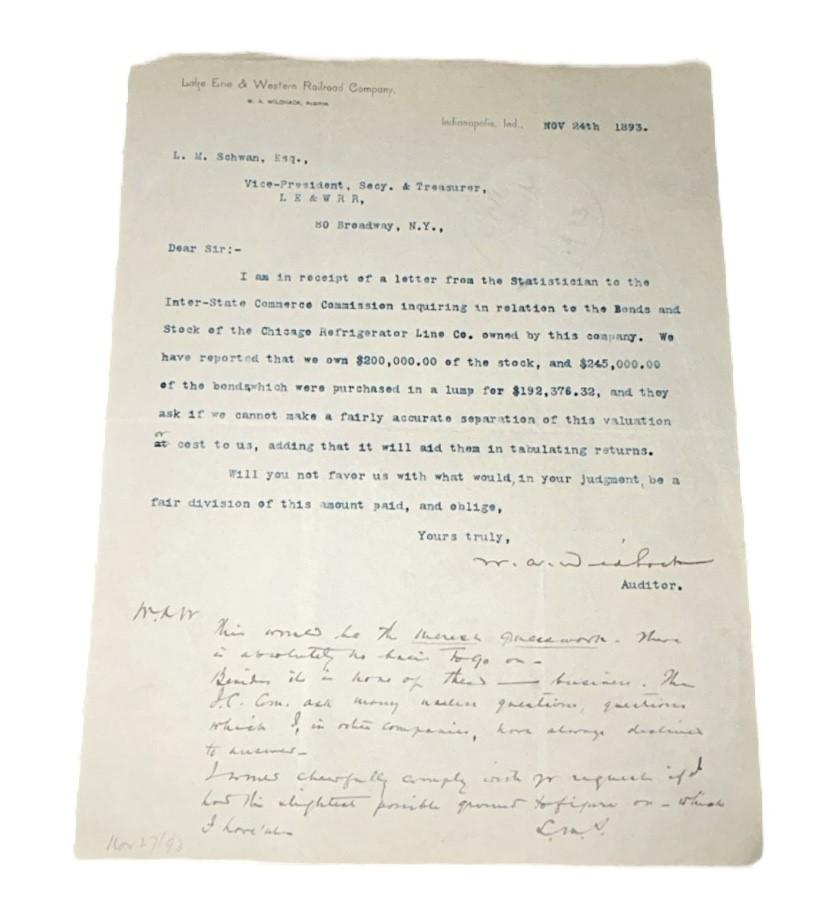 Lake Erie & Western Railroad Company.
W. A. WILDHACK, AUDITOR
Indianapolis, Ind., NOV 24th 1893.
L. M. Schwan, Esq.,
Vice-President, Secy. & Treasurer,
L E & W R R,
80 Broadway, N.Y.,
Dear Sir:-
I am in receipt of a letter from the Statistician to the
Inter-State Commerce Commission inquiring in relation to the Bonds and
Stock of the Chicago Refrigerator Line Co. owned by this company. We
have reported that we own $200,000.00 of the stock, and $245,000.00
of the bonds,which were purchased in a lump for $192,376.32, and they
ask if we cannot make a fairly accurate separation of this valuation
or
at cost to us, adding that it will aid them in tabulating returns.
Will you not favor us with what would, in your judgment, be a
fair division of this amount paid, and oblige,
Yours truly,
W. A. Wildhack
Auditor.
W.A.W
This would be the merest guesswork. There
is absolutely no basis to go on -
Besides it is none of their —— business. The
I.C. Com. ask many useless questions, questions
which I, in other companies, have always declined
to answer -
I would cheerfully comply with yr request if I
had the slightest possible ground to figure on - which
I haven't
L.M.S.
Nov 27/93